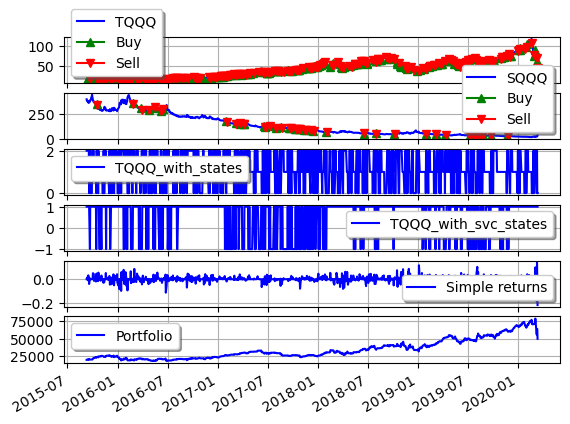 TQQQ
Buy
Sell
100
50
SQQQ
Buy
Sell
250
0
TQQQ_with_states
2
0
TQQQ_with_svc_states
1
0
−1
Simple returns
0.0
−0.2
Portfolio
75000
50000
25000
2015-07 2016-01 2016-07 2017-01 2017-07 2018-01 2018-07 2019-01 2019-07 2020-01